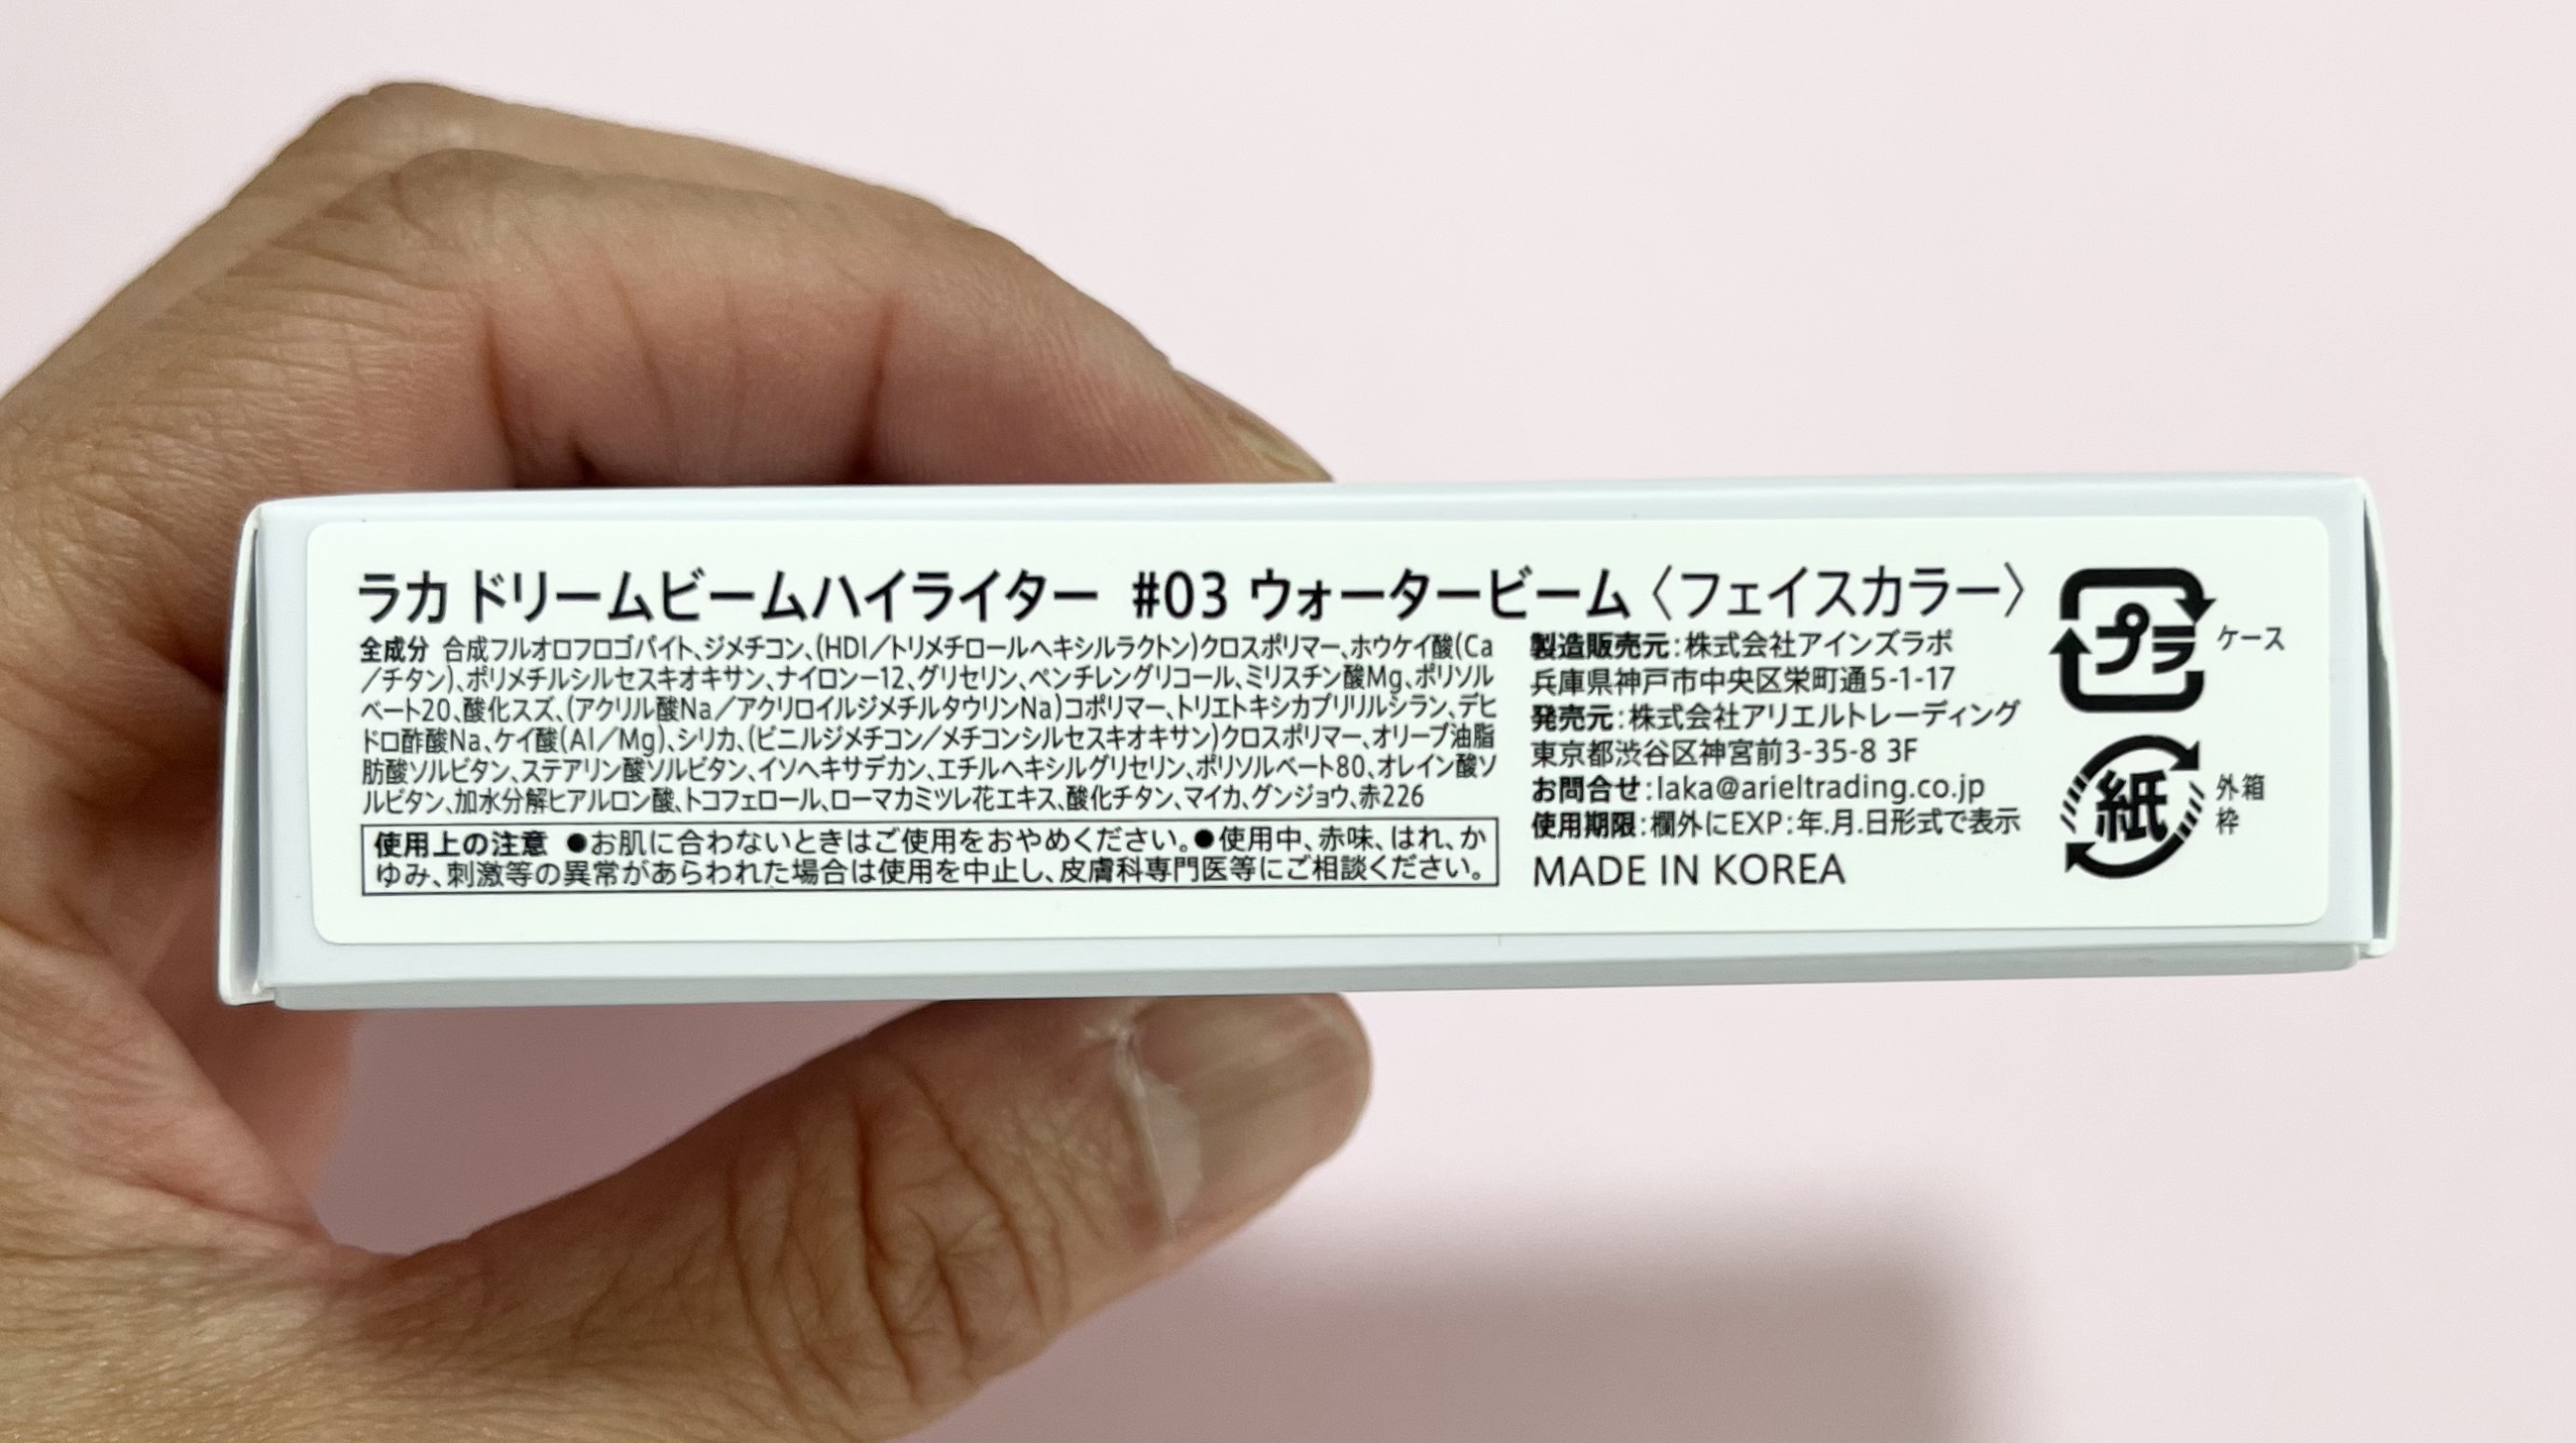 ラカ ドリームビームハイライター #03 ウォータービーム〈フェイスカラー〉
全成分 合成フルオロフロゴパイト、ジメチコン、(HDI/トリメチロールヘキシルラクトン)クロスポリマー、ホウケイ酸(Ca
/チタン)、ポリメチルシルセスキオキサン、ナイロン-12、グリセリン、ペンチレングリコール、ミリスチン酸Mg、ポリソル
ベート20、酸化スズ、(アクリル酸Na/アクリロイルジメチルタウリンNa)コポリマー、トリエトキシカプリリルシラン、デヒ
ドロ酢酸Na、ケイ酸(Al/Mg)、シリカ、(ビニルジメチコン/メチコンシルセスキオキサン)クロスポリマー、オリーブ油脂
肪酸ソルビタン、ステアリン酸ソルビタン、イソヘキサデカン、エチルヘキシルグリセリン、ポリソルベート80、オレイン酸ソ
ルビタン、加水分解ヒアルロン酸、トコフェロール、ローマカミツレ花エキス、酸化チタン、マイカ、グンジョウ、赤226
使用上の注意 ●お肌に合わないときはご使用をおやめください。●使用中、赤味、はれ、か
ゆみ、刺激等の異常があらわれた場合は使用を中止し、皮膚科専門医等にご相談ください。
製造販売元:株式会社アインズラボ
兵庫県神戸市中央区栄町通5-1-17
発売元:株式会社アリエルトレーディング
東京都渋谷区神宮前3-35-8 3F
お問合せ:laka@arieltrading.co.jp
使用期限:欄外にEXP:年.月.日形式で表示
MADE IN KOREA
プラ ケース
紙 外箱
枠